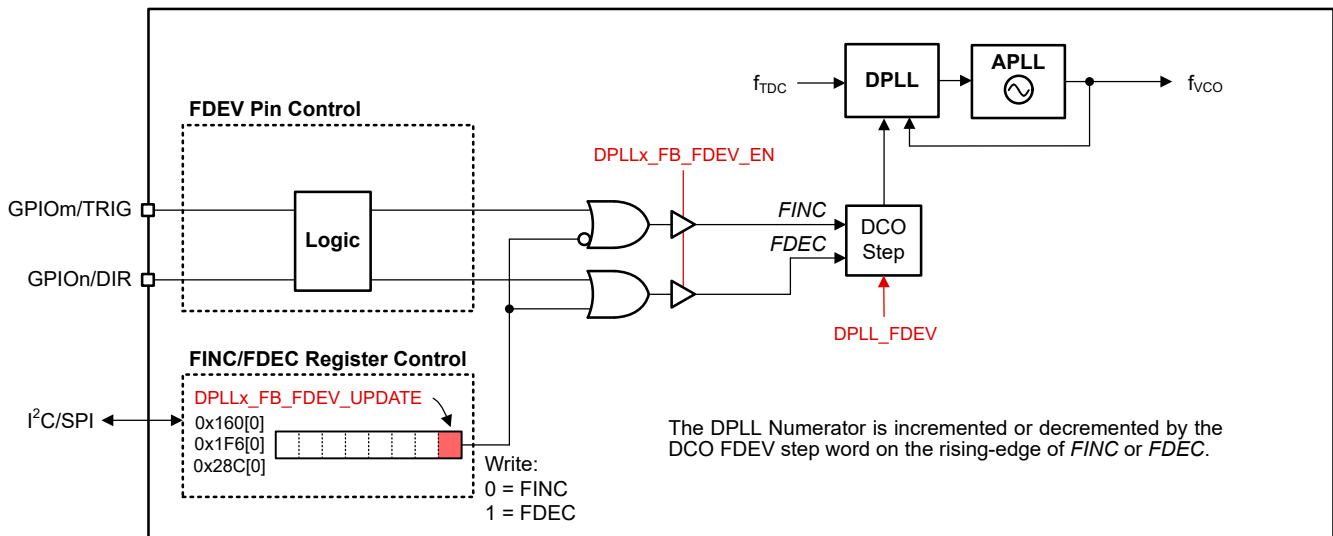 FDEV Pin Control
GPIOm/TRIG
GPIOn/DIR
Logic
DPLLx_FB_FDEV_EN
FINC
FDEC
DCO
Step
DPLL_FDEV
fTDC
DPLL
APLL
fVCO
FINC/FDEC Register Control
DPLLx_FB_FDEV_UPDATE
I²C/SPI
0x160[0]
0x1F6[0]
0x28C[0]
Write:
0 = FINC
1 = FDEC
The DPLL Numerator is incremented or decremented by the
DCO FDEV step word on the rising-edge of FINC or FDEC.